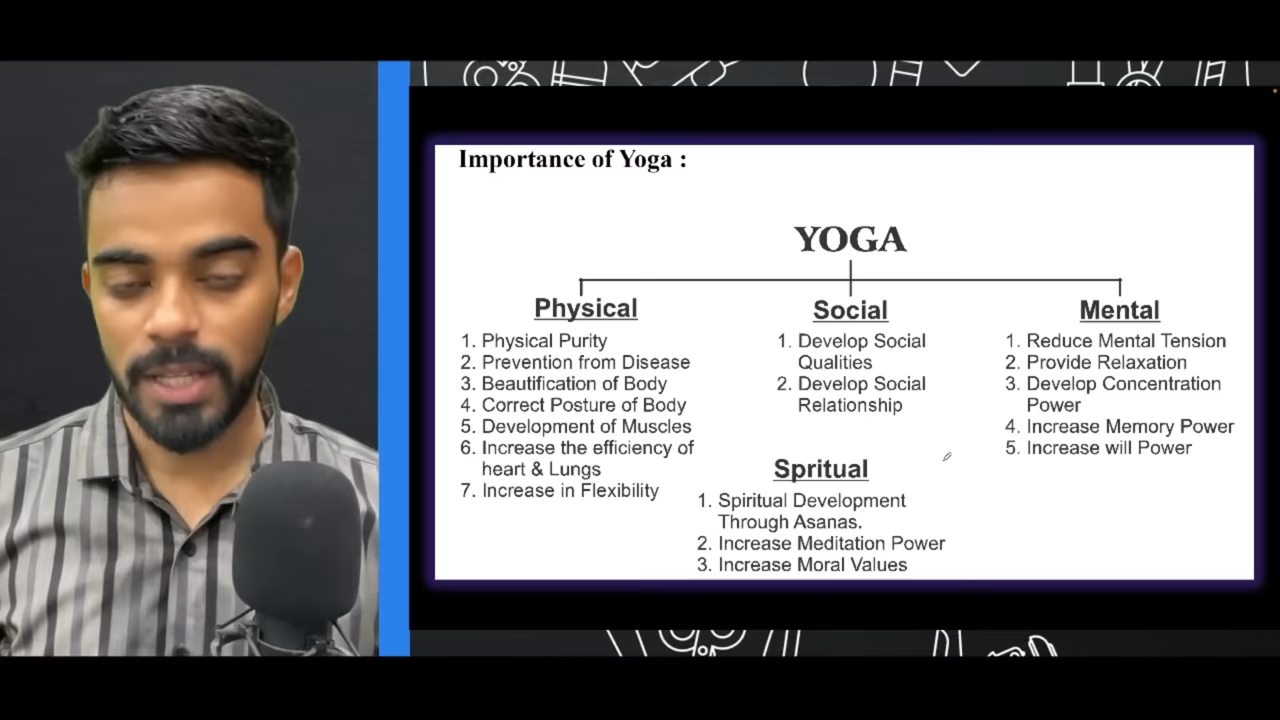 Importance of Yoga :
YOGA
Physical
1. Physical Purity
2. Prevention from Disease
3. Beautification of Body
4. Correct Posture of Body
5. Development of Muscles
6. Increase the efficiency of
heart & Lungs
7. Increase in Flexibility
Social
1. Develop Social
Qualities
2. Develop Social
Relationship
Mental
1. Reduce Mental Tension
2. Provide Relaxation
3. Develop Concentration
Power
4. Increase Memory Power
5. Increase will Power
Spritual
1. Spiritual Development
Through Asanas.
2. Increase Meditation Power
3. Increase Moral Values